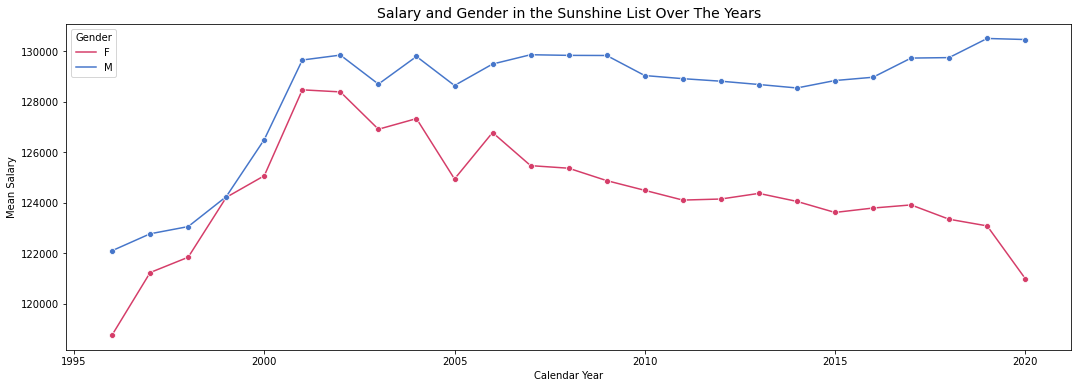 Salary and Gender in the Sunshine List Over The Years
Gender
F
M
Mean Salary
130000
128000
126000
124000
122000
120000
1995
2000
2005
2010
2015
2020
Calendar Year